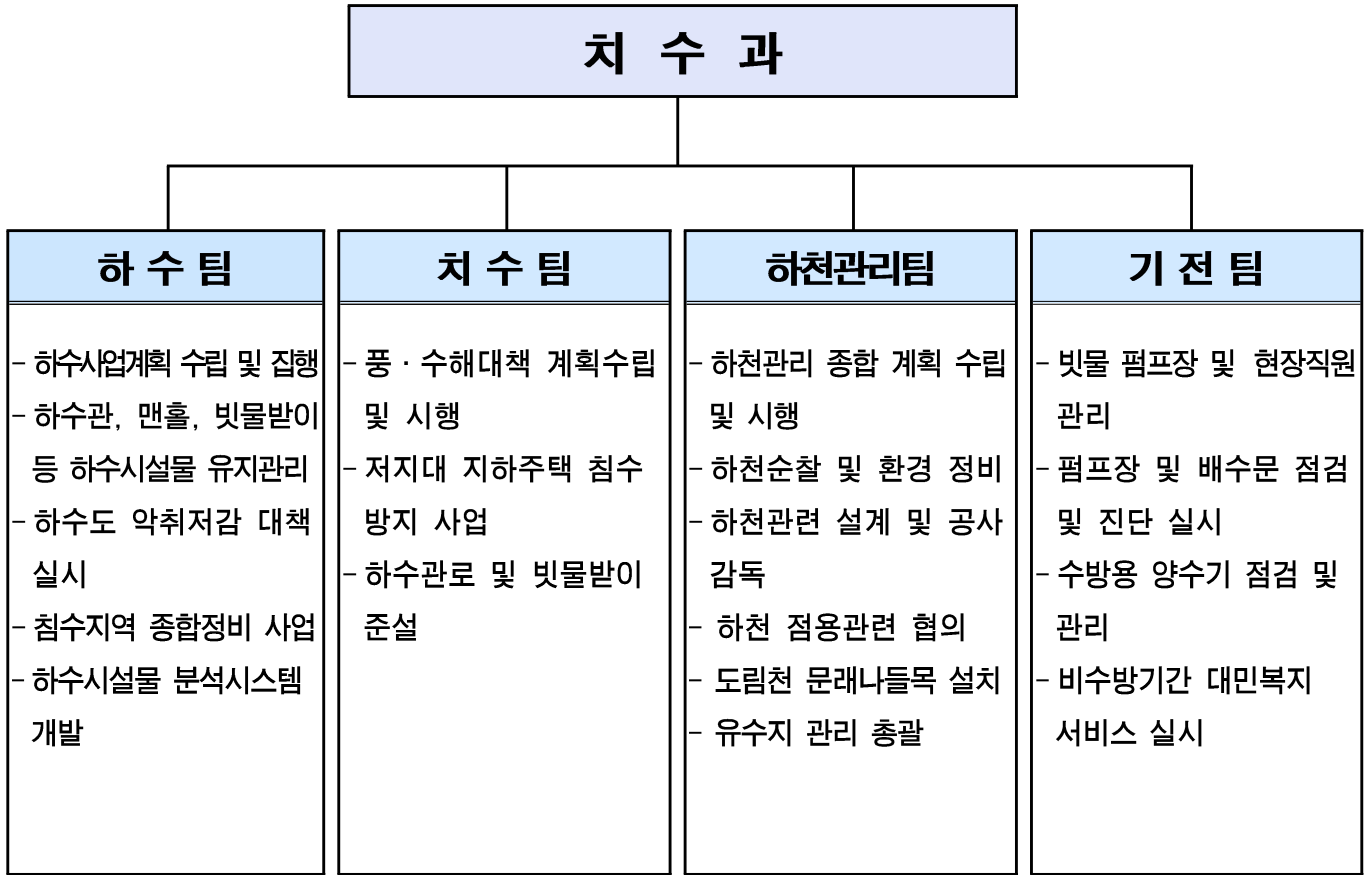 치 수 과
하 수 팀
- 하수사업계획 수립 및 집행
- 하수관, 맨홀, 빗물받이
등 하수시설물 유지관리
- 하수도 악취저감 대책
실시
- 침수지역 종합정비 사업
- 하수시설물 분석시스템
개발
치 수 팀
- 풍 · 수해대책 계획수립
및 시행
- 저지대 지하주택 침수
방지 사업
- 하수관로 및 빗물받이
준설
하천관리팀
- 하천관리 종합 계획 수립
및 시행
- 하천순찰 및 환경 정비
- 하천관련 설계 및 공사
감독
- 하천 점용관련 협의
- 도림천 문래나들목 설치
- 유수지 관리 총괄
기 전 팀
- 빗물 펌프장 및 현장직원
관리
- 펌프장 및 배수문 점검
및 진단 실시
- 수방용 양수기 점검 및
관리
- 비수방기간 대민복지
서비스 실시